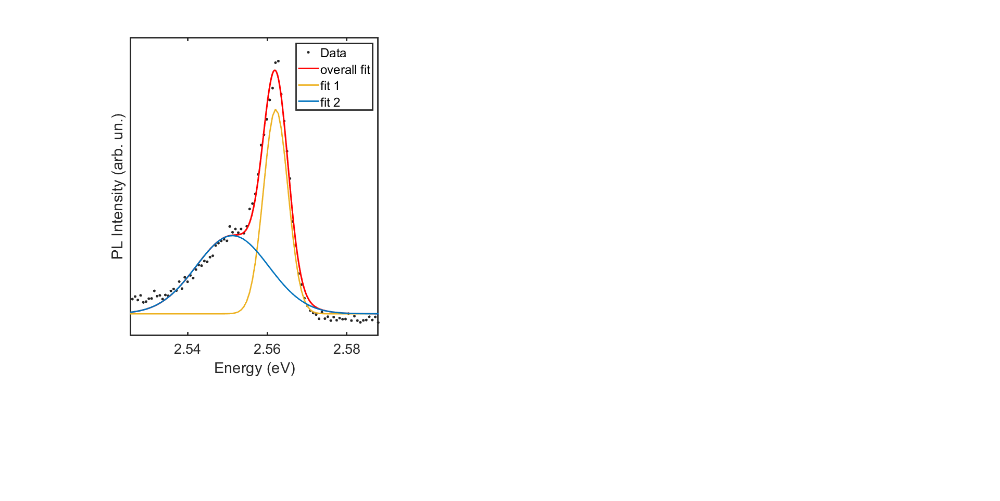 Data
overall fit
fit 1
fit 2
PL Intensity (arb. un.)
2.54 2.56 2.58
Energy (eV)